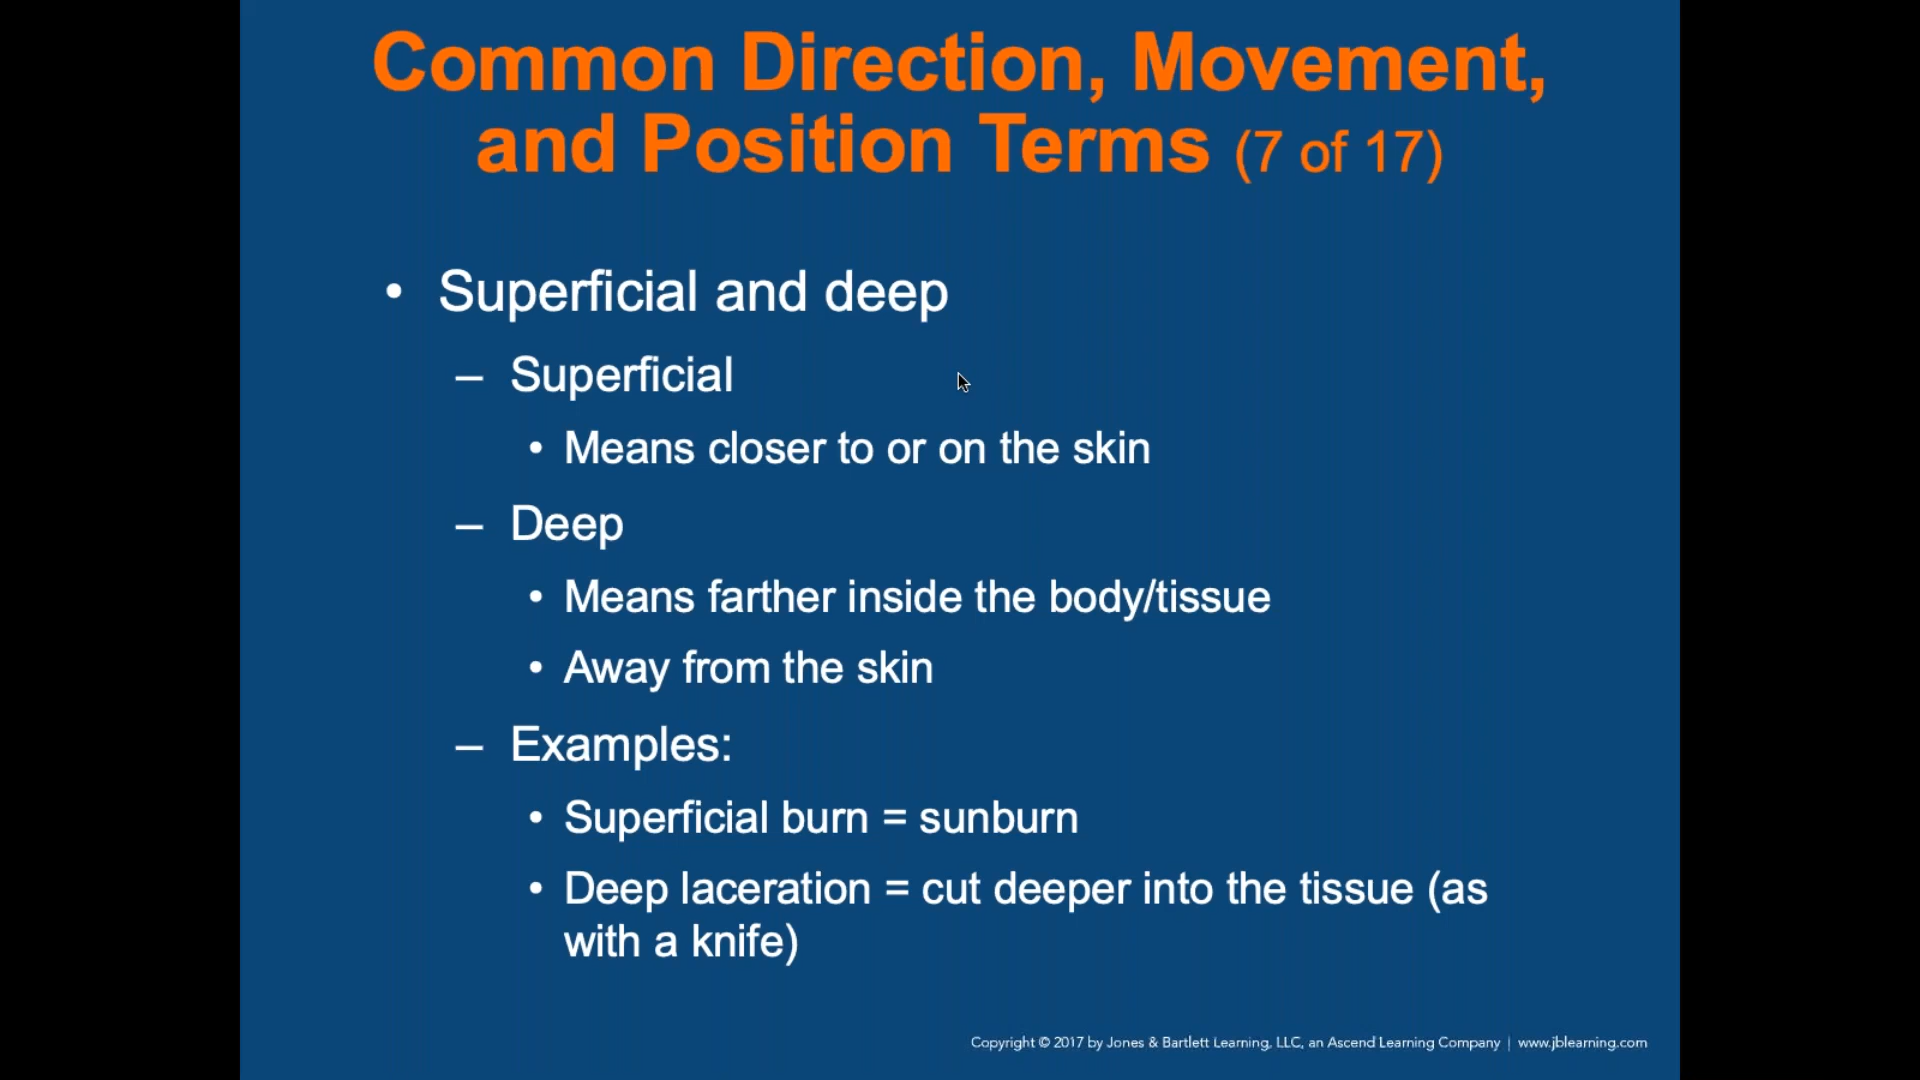 Common Direction, Movement,
and Position Terms (7 of 17)
• Superficial and deep
– Superficial
• Means closer to or on the skin
– Deep
• Means farther inside the body/tissue
• Away from the skin
– Examples:
• Superficial burn = sunburn
• Deep laceration = cut deeper into the tissue (as
with a knife)
Copyright © 2017 by Jones & Bartlett Learning, LLC, an Ascend Learning Company | www.jblearning.com